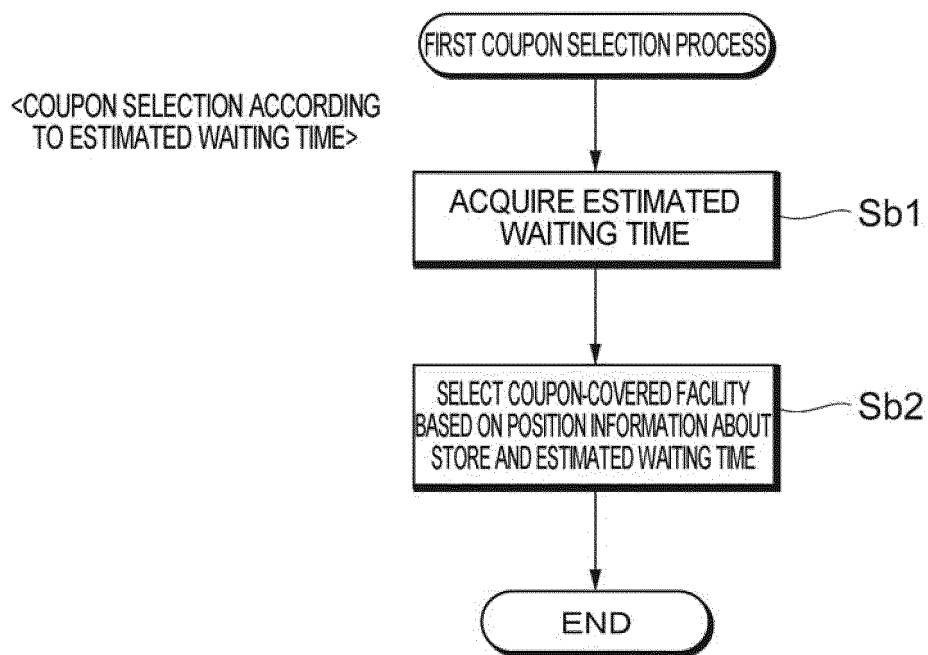 FIRST COUPON SELECTION PROCESS
<COUPON SELECTION ACCORDING
TO ESTIMATED WAITING TIME>
ACQUIRE ESTIMATED
WAITING TIME
Sb1
SELECT COUPON-COVERED FACILITY
BASED ON POSITION INFORMATION ABOUT
STORE AND ESTIMATED WAITING TIME
Sb2
END